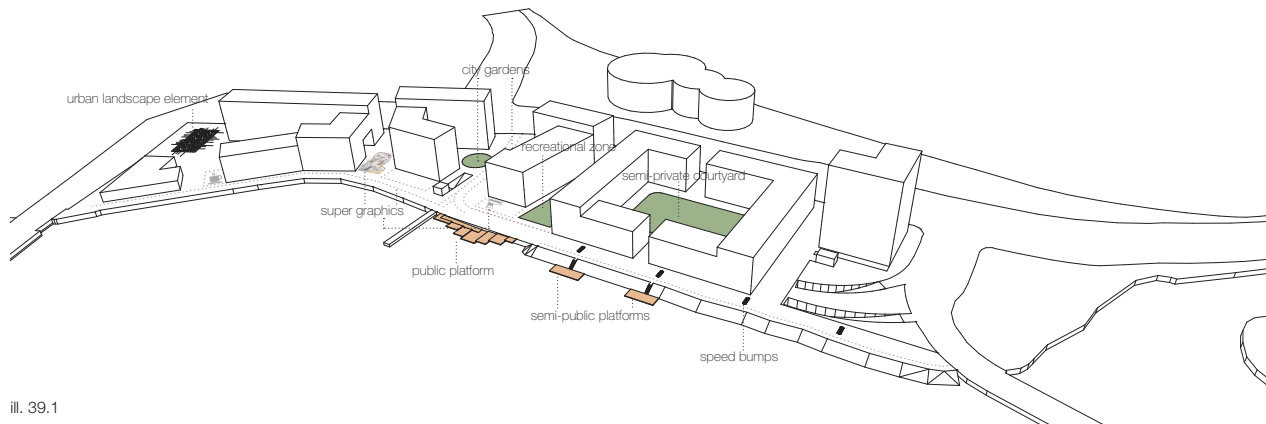 city gardens
urban landscape element
recreational zone
semi-private courtyard
super graphics
public platform
semi-public platforms
speed bumps
ill. 39.1